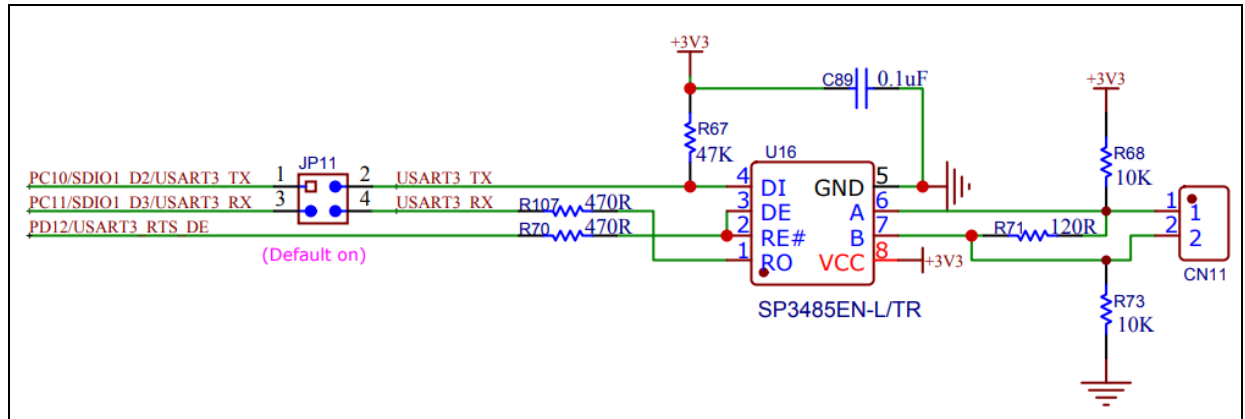 +3V3
C89 0.1uF
+3V3
R67
47K
U16
R68
10K
JP11
PC10/SDIO1_D2/USART3_TX 1 2 USART3_TX
4 DI GND 5
PC11/SDIO1_D3/USART3_RX 3 4 USART3_RX
R107 470R
3 DE A 6
1 1
PD12/USART3_RTS_DE
R70 470R
2 RE# B 7
R71 120R
2 2
(Default on)
1 RO VCC 8 +3V3
CN11
SP3485EN-L/TR
R73
10K